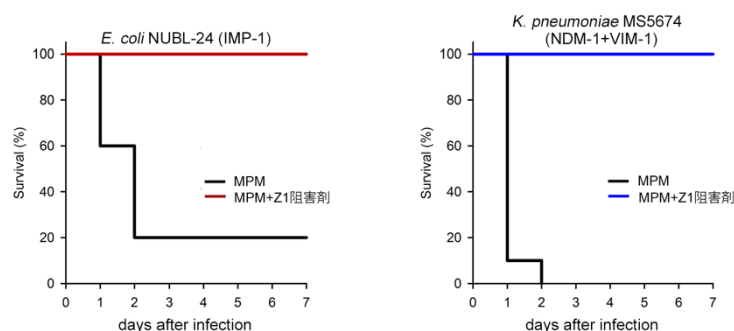 E. coli NUBL-24 (IMP-1)
100
80
60
40
20
0
Survival (%)
MPM
MPM+Z1阻害剤
0 1 2 3 4 5 6 7
days after infection
K. pneumoniae MS5674
(NDM-1+VIM-1)
100
80
60
40
20
0
Survival (%)
MPM
MPM+Z1阻害剤
0 1 2 3 4 5 6 7
days after infection